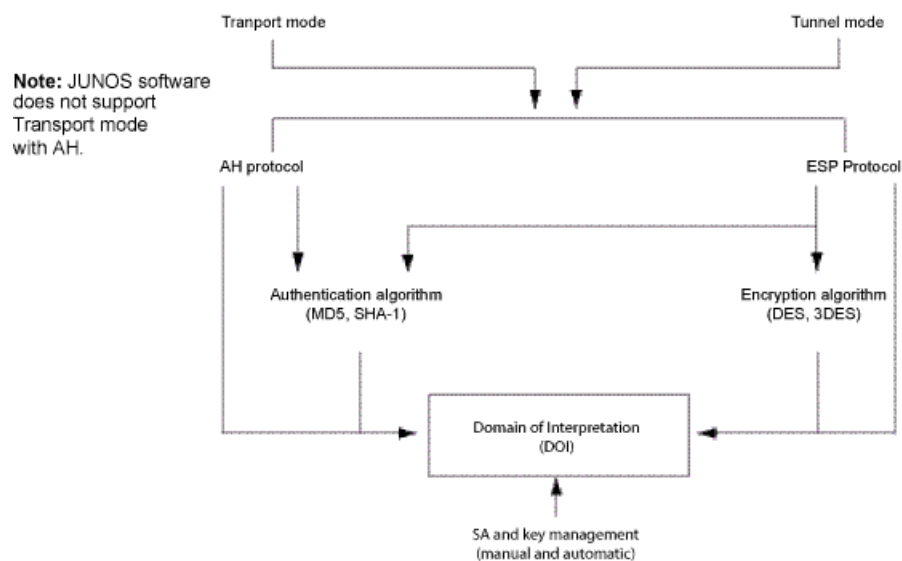 Tranport mode
Tunnel mode
Note: JUNOS software
does not support
Transport mode
with AH.
AH protocol
ESP Protocol
Authentication algorithm
(MD5, SHA-1)
Encryption algorithm
(DES, 3DES)
Domain of Interpretation
(DOI)
SA and key management
(manual and automatic)